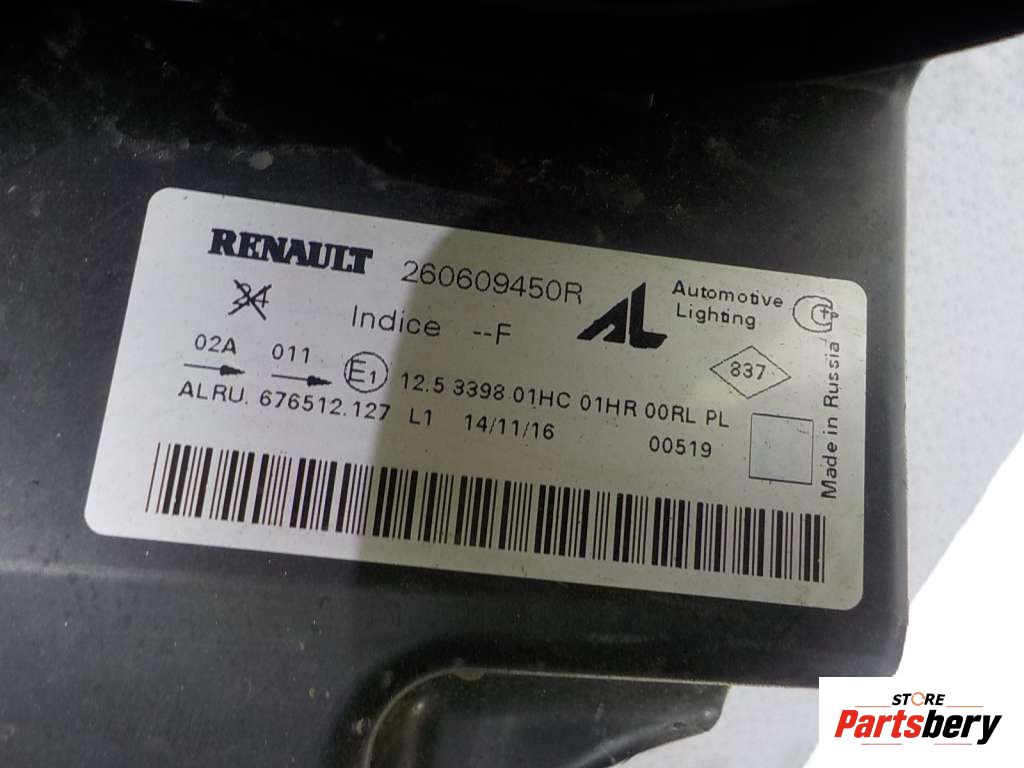 RENAULT 260609450R
34 Indice --F
AL Automotive Lighting
02A 011 E1 12.5 3398 01HC 01HR 00RL PL
837
ALRU. 676512.127 L1 14/11/16 00519
Made in Russia
STORE
Partsbery